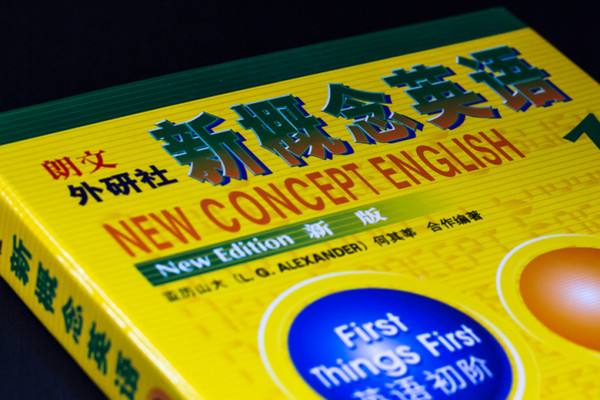 朗文
外研社
新概念英语
1
NEW CONCEPT ENGLISH
New Edition 新 版
亚历山大 (L. G. ALEXANDER) 何其莘 合作编著
First
Things First
英语初阶
新概念英语